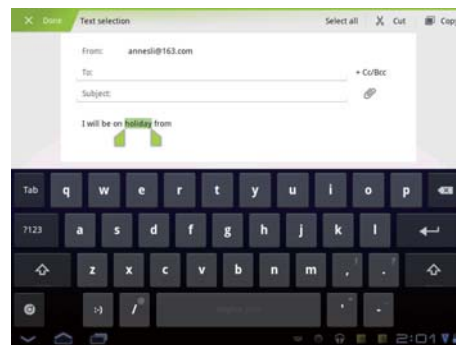 Done Text selection Select all Cut Copy
From: annesli@163.com
To: + Cc/Bcc
Subject:
I will be on holiday from
Tab q w e r t y u i o p
?123 a s d f g h j k l
z x c v b n m , ! . ?
:-) / @ ' " -
2:01